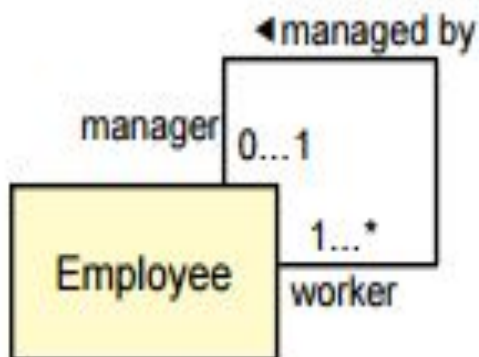 ◄managed by
manager
0...1
1...*
Employee
worker